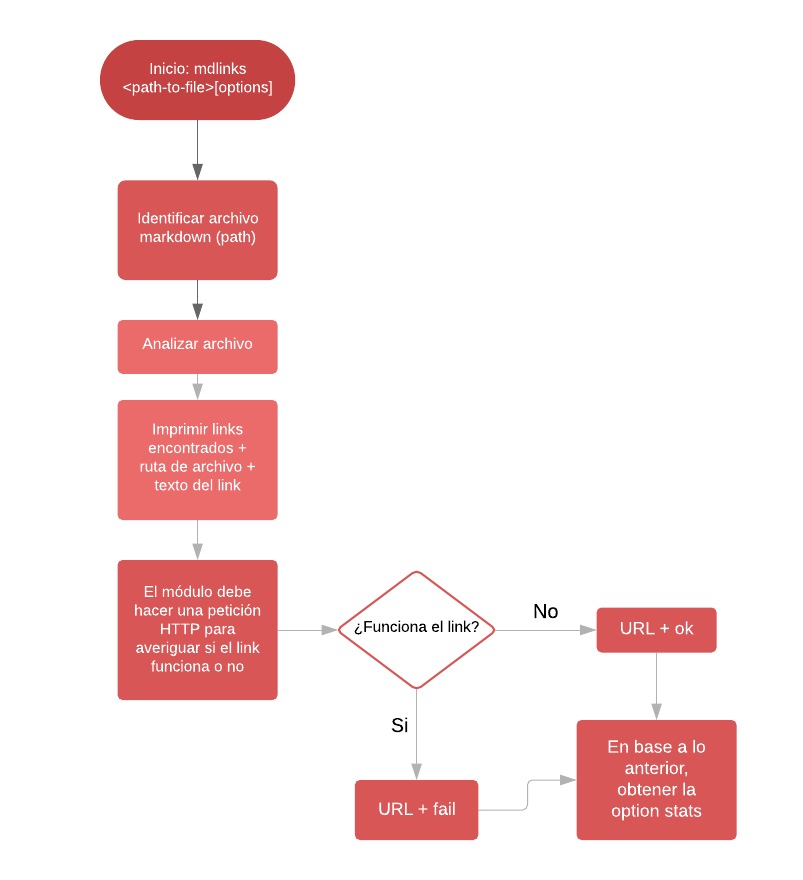 Inicio: mdlinks
<path-to-file>[options]
Identificar archivo
markdown (path)
Analizar archivo
Imprimir links
encontrados +
ruta de archivo +
texto del link
El módulo debe
hacer una petición
HTTP para
averiguar si el link
funciona o no
¿Funciona el link?
No
URL + ok
Si
URL + fail
En base a lo
anterior,
obtener la
option stats